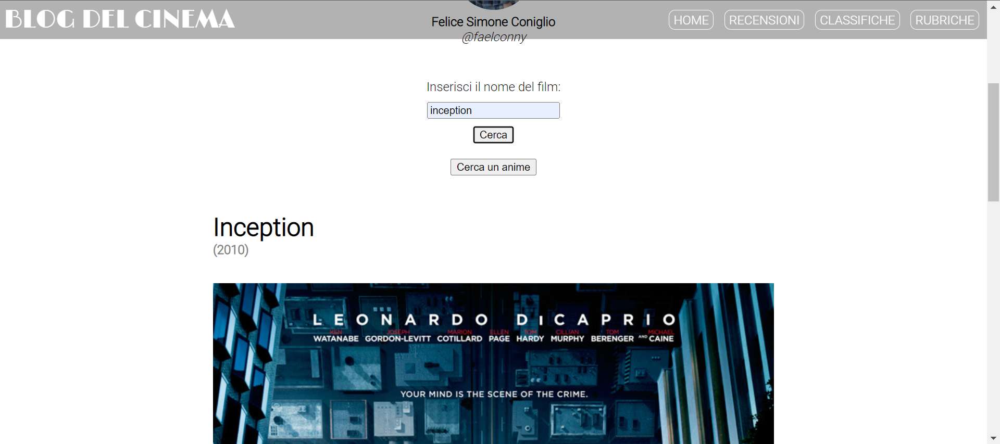 BLOG DEL CINEMA
HOME RECENSIONI CLASSIFICHE RUBRICHE
Felice Simone Coniglio
@faelconny
Inserisci il nome del film:
inception
Cerca
Cerca un anime
Inception
(2010)
LEONARDO DiCAPRIO
KEN JOSEPH MARION ELLEN TOM CILLIAN TOM MICHAEL
WATANABE GORDON-LEVITT COTILLARD PAGE HARDY MURPHY BERENGER AND CAINE
YOUR MIND IS THE SCENE OF THE CRIME.